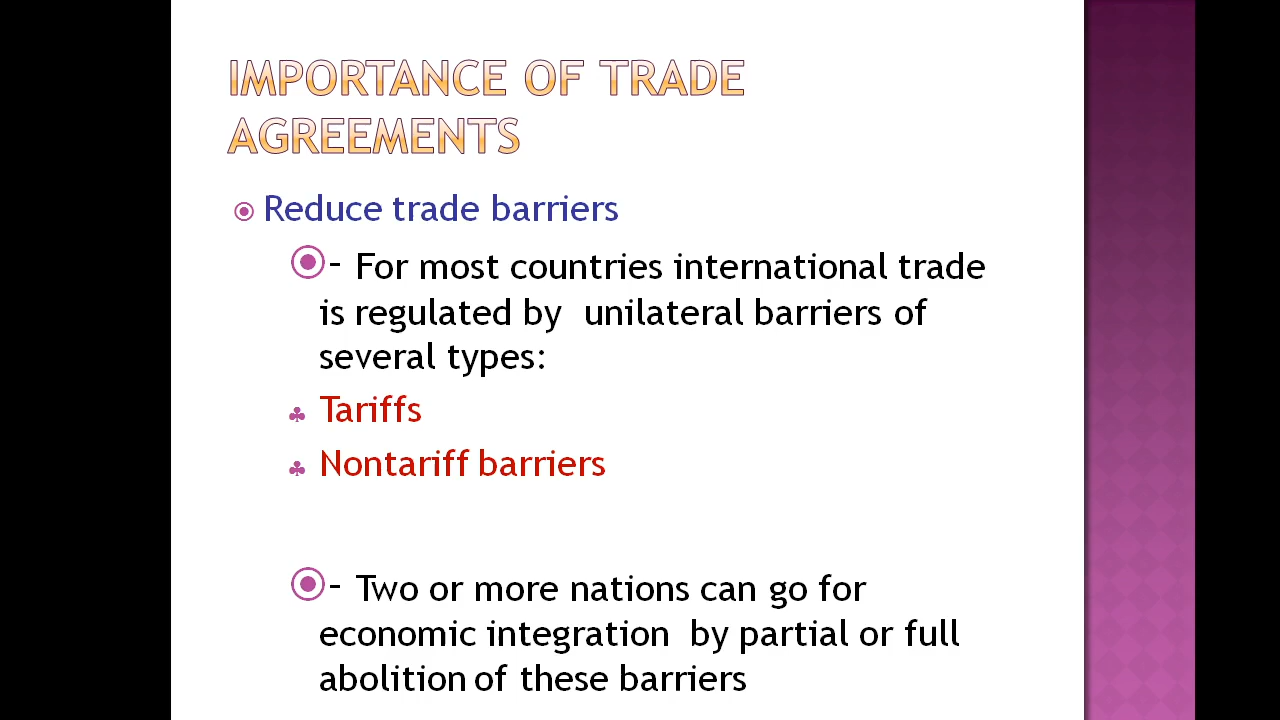 IMPORTANCE OF TRADE
AGREEMENTS
Reduce trade barriers
- For most countries international trade
is regulated by unilateral barriers of
several types:
Tariffs
Nontariff barriers
- Two or more nations can go for
economic integration by partial or full
abolition of these barriers